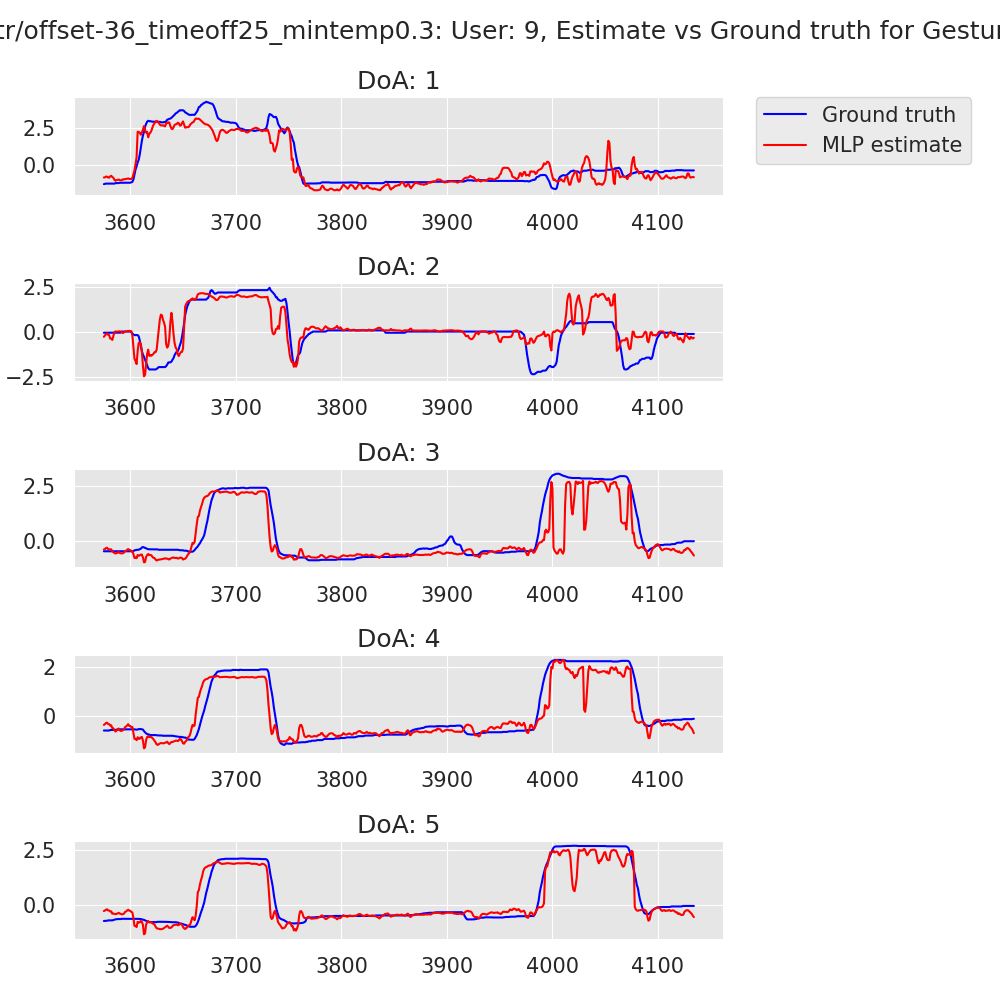 tr/offset-36_timeoff25_mintemp0.3: User: 9, Estimate vs Ground truth for Gestur
DoA: 1
Ground truth
MLP estimate
2.5
0.0
3600 3700 3800 3900 4000 4100
DoA: 2
2.5
0.0
−2.5
3600 3700 3800 3900 4000 4100
DoA: 3
2.5
0.0
3600 3700 3800 3900 4000 4100
DoA: 4
2
0
3600 3700 3800 3900 4000 4100
DoA: 5
2.5
0.0
3600 3700 3800 3900 4000 4100